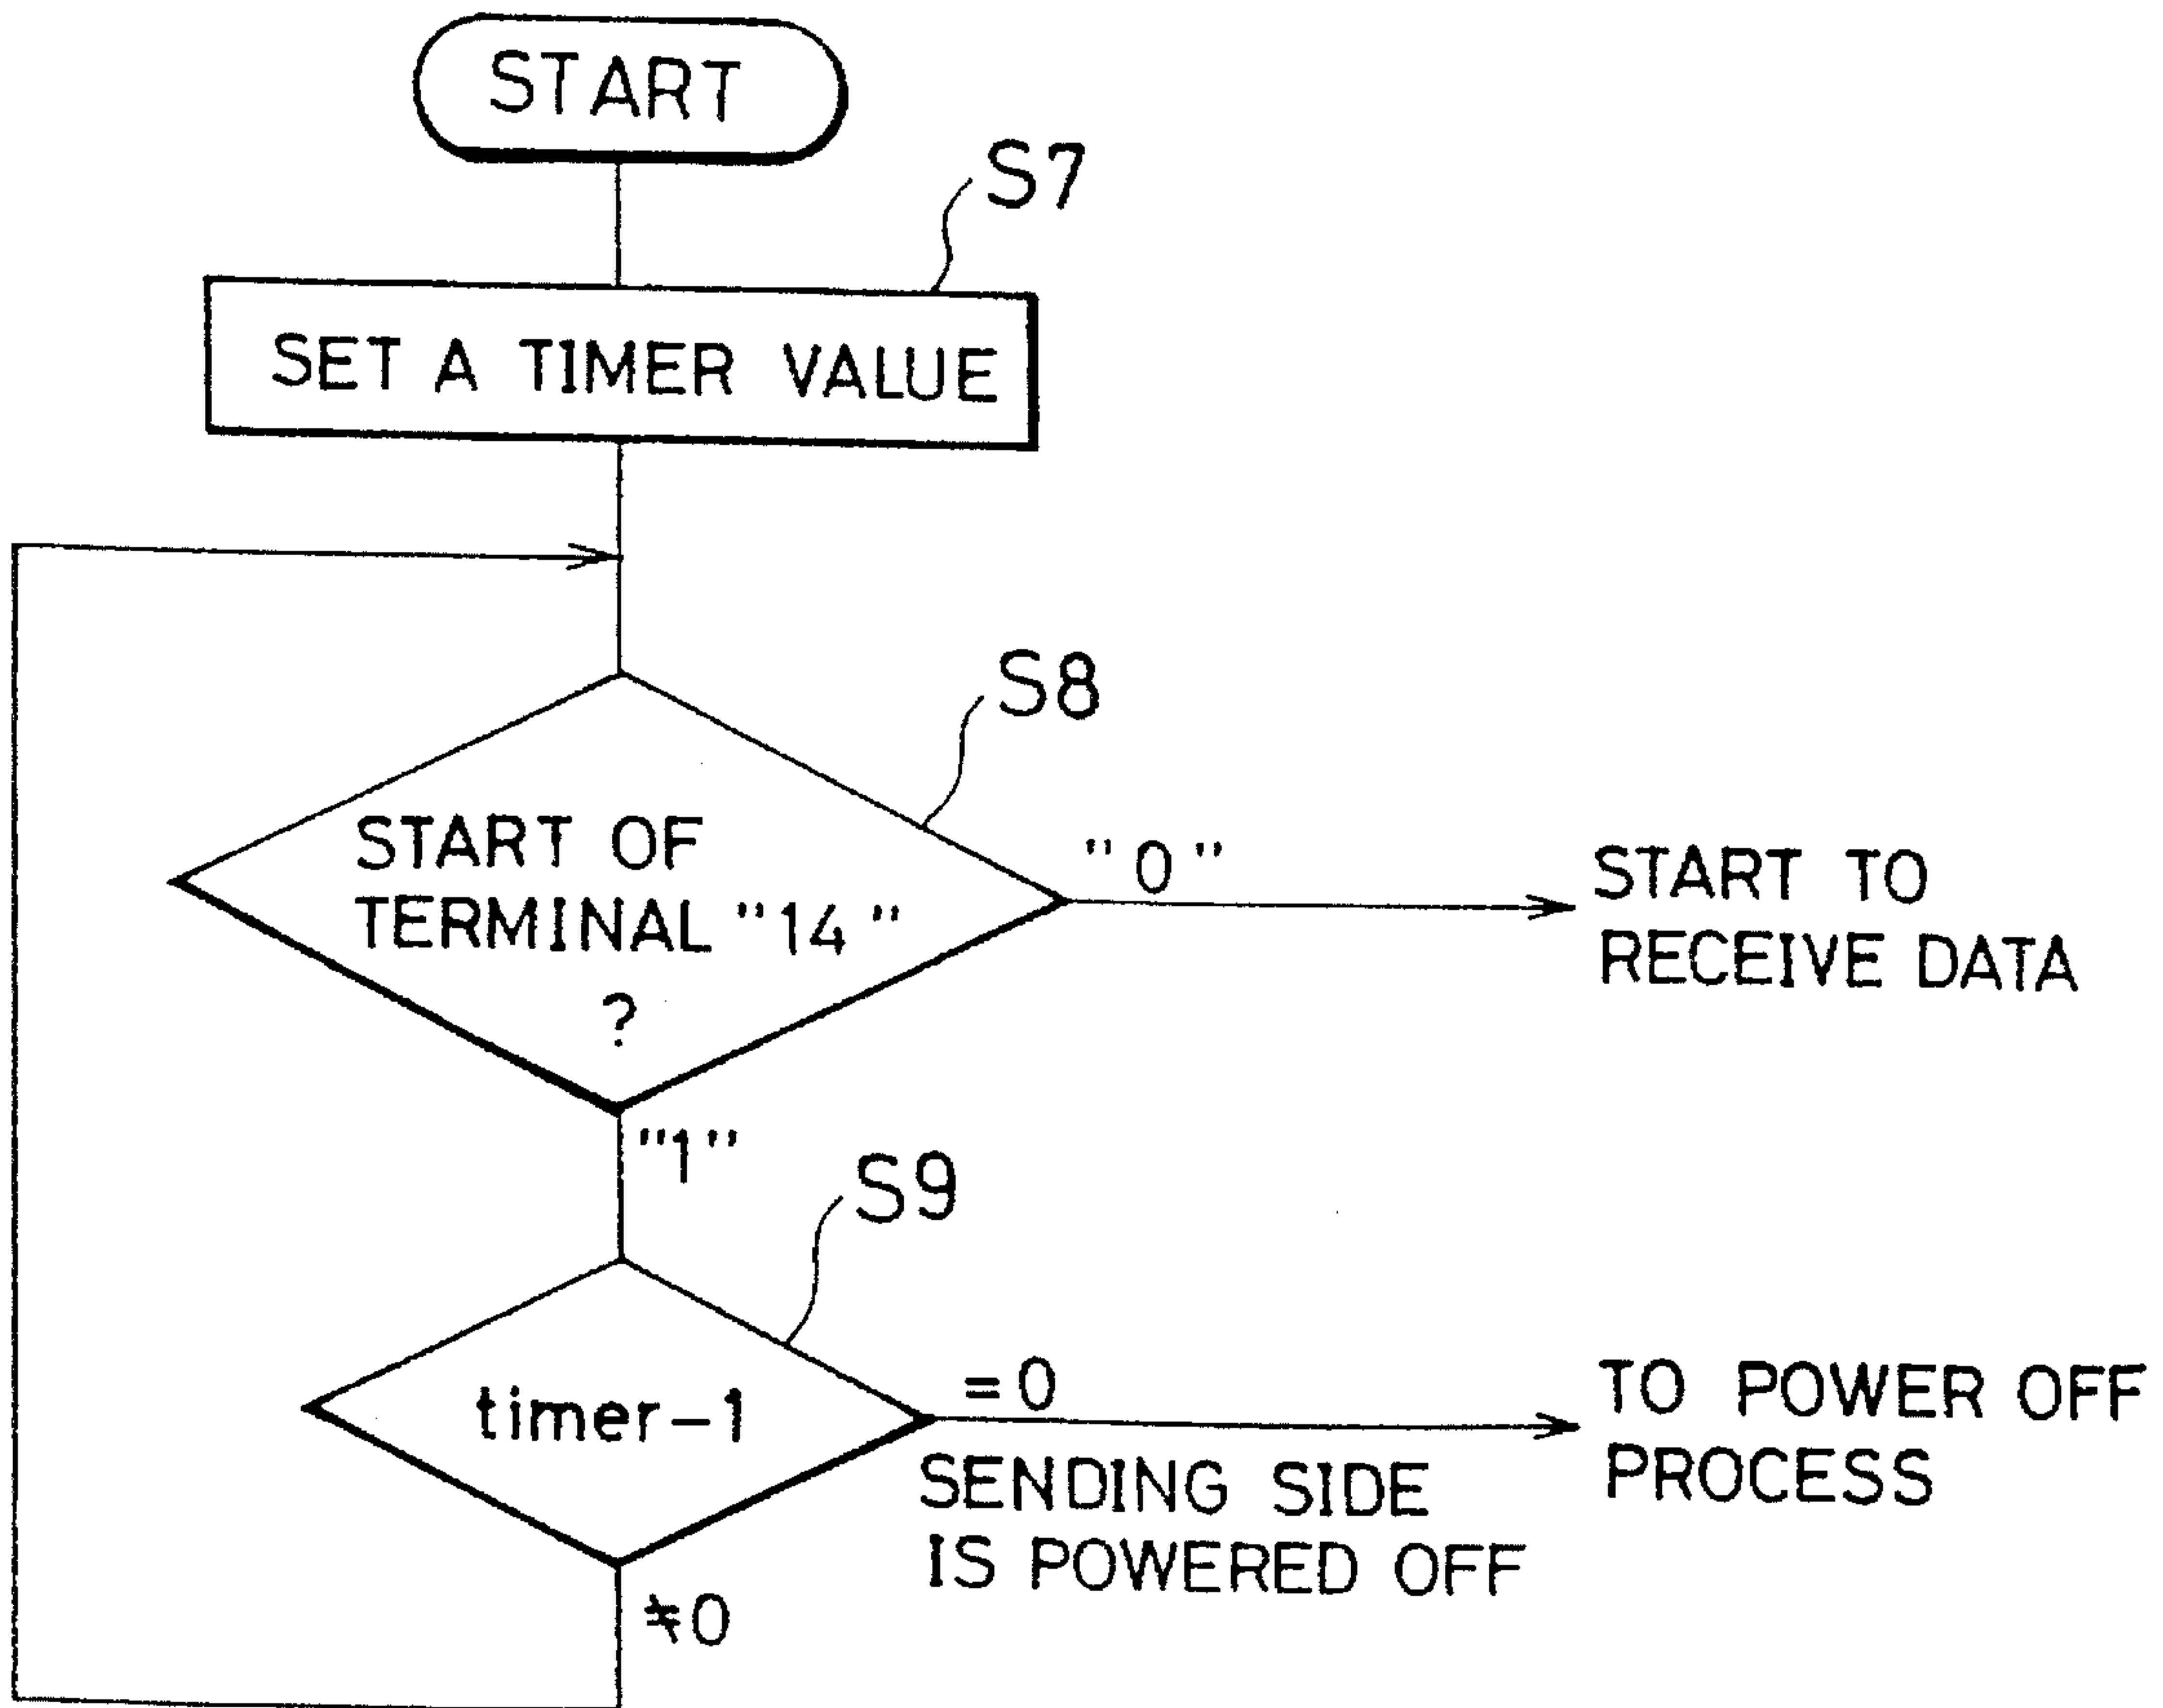 START
S7
SET A TIMER VALUE
S8
START OF
TERMINAL "14"
?
"0"
START TO
RECEIVE DATA
"1"
S9
timer-1
=0
SENDING SIDE
IS POWERED OFF
TO POWER OFF
PROCESS
≠0